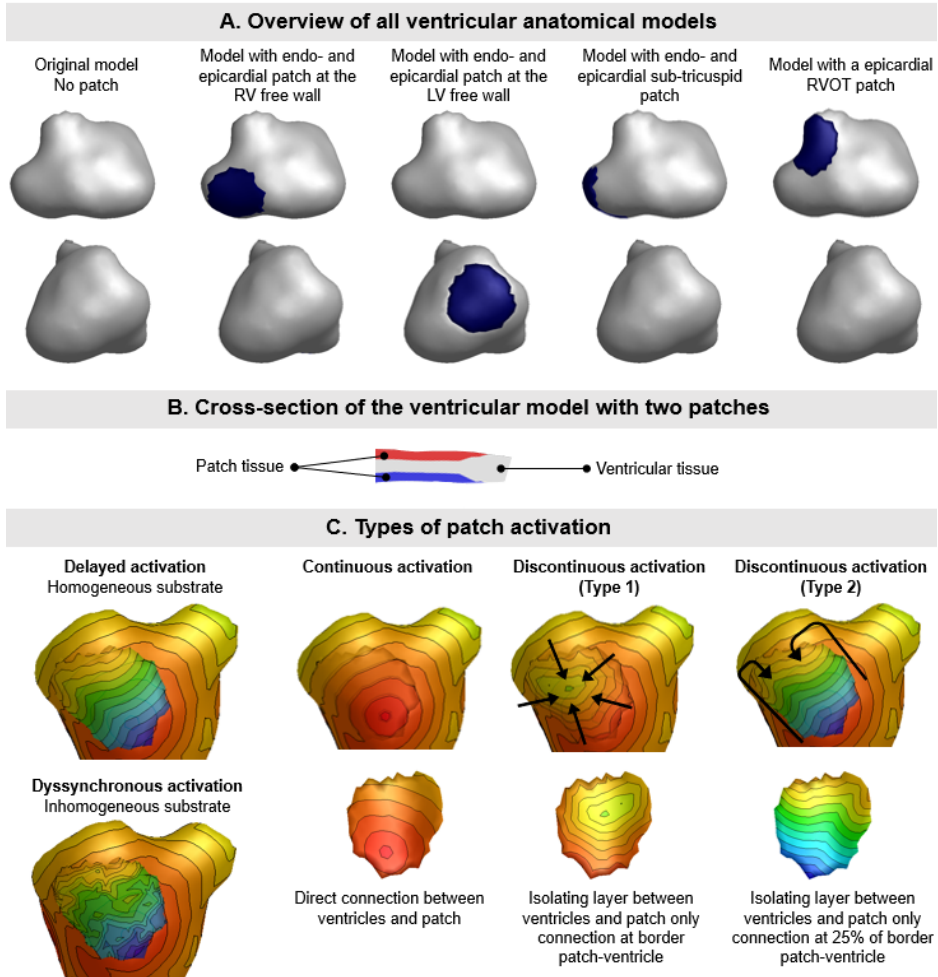 A. Overview of all ventricular anatomical models
Original model
No patch
Model with endo- and
epicardial patch at the
RV free wall
Model with endo- and
epicardial patch at the
LV free wall
Model with endo- and
epicardial sub-tricuspid
patch
Model with a epicardial
RVOT patch
B. Cross-section of the ventricular model with two patches
Patch tissue
Ventricular tissue
C. Types of patch activation
Delayed activation
Homogeneous substrate
Continuous activation
Discontinuous activation
(Type 1)
Discontinuous activation
(Type 2)
Dyssynchronous activation
Inhomogeneous substrate
Direct connection between
ventricles and patch
Isolating layer between
ventricles and patch only
connection at border
patch-ventricle
Isolating layer between
ventricles and patch only
connection at 25% of border
patch-ventricle